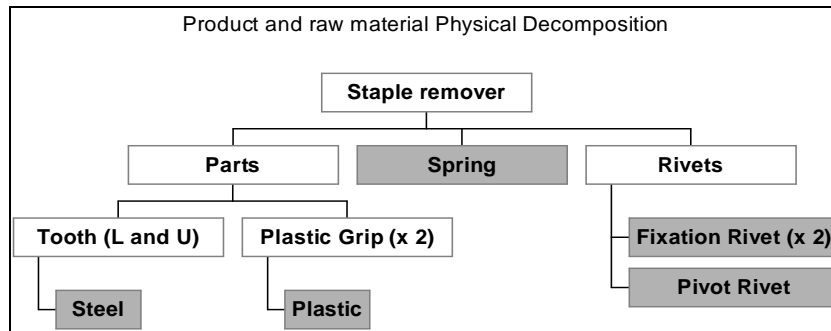 Product and raw material Physical Decomposition
Staple remover
Parts
Spring
Rivets
Tooth (L and U)
Plastic Grip (x 2)
Fixation Rivet (x 2)
Pivot Rivet
Steel
Plastic